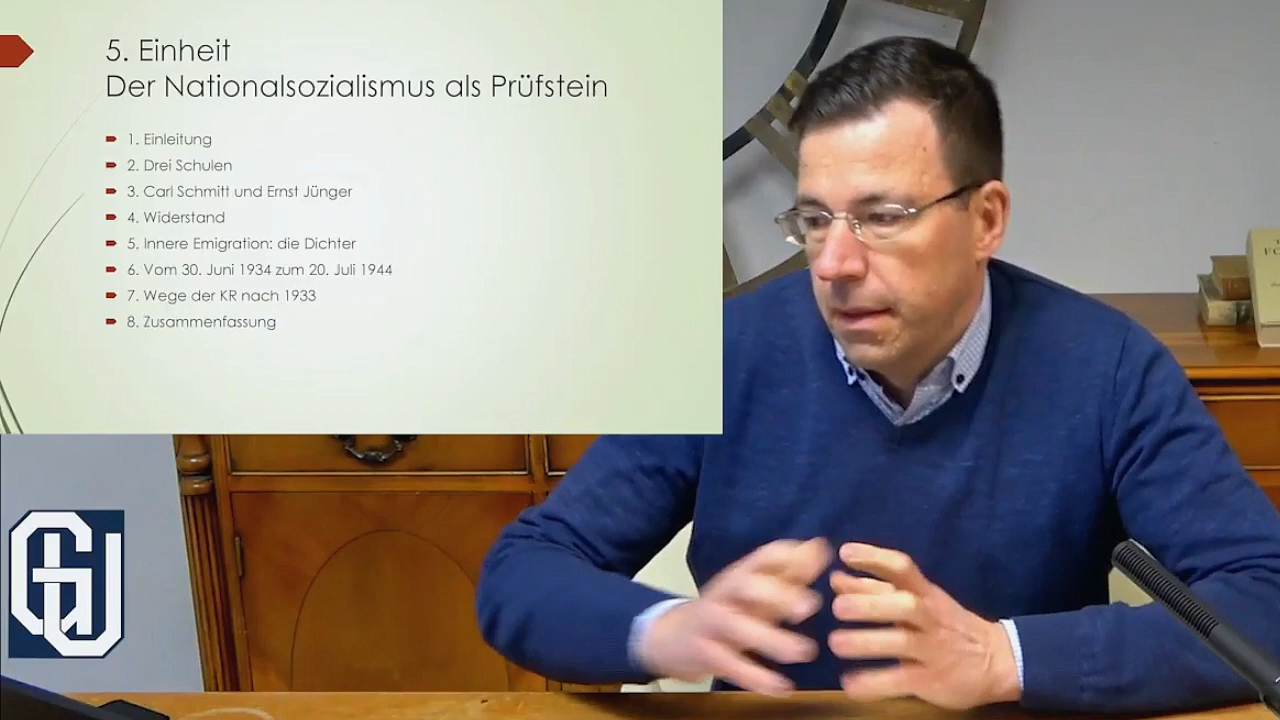 5. Einheit
Der Nationalsozialismus als Prüfstein
1. Einleitung
2. Drei Schulen
3. Carl Schmitt und Ernst Jünger
4. Widerstand
5. Innere Emigration: die Dichter
6. Vom 30. Juni 1934 zum 20. Juli 1944
7. Wege der KR nach 1933
8. Zusammenfassung